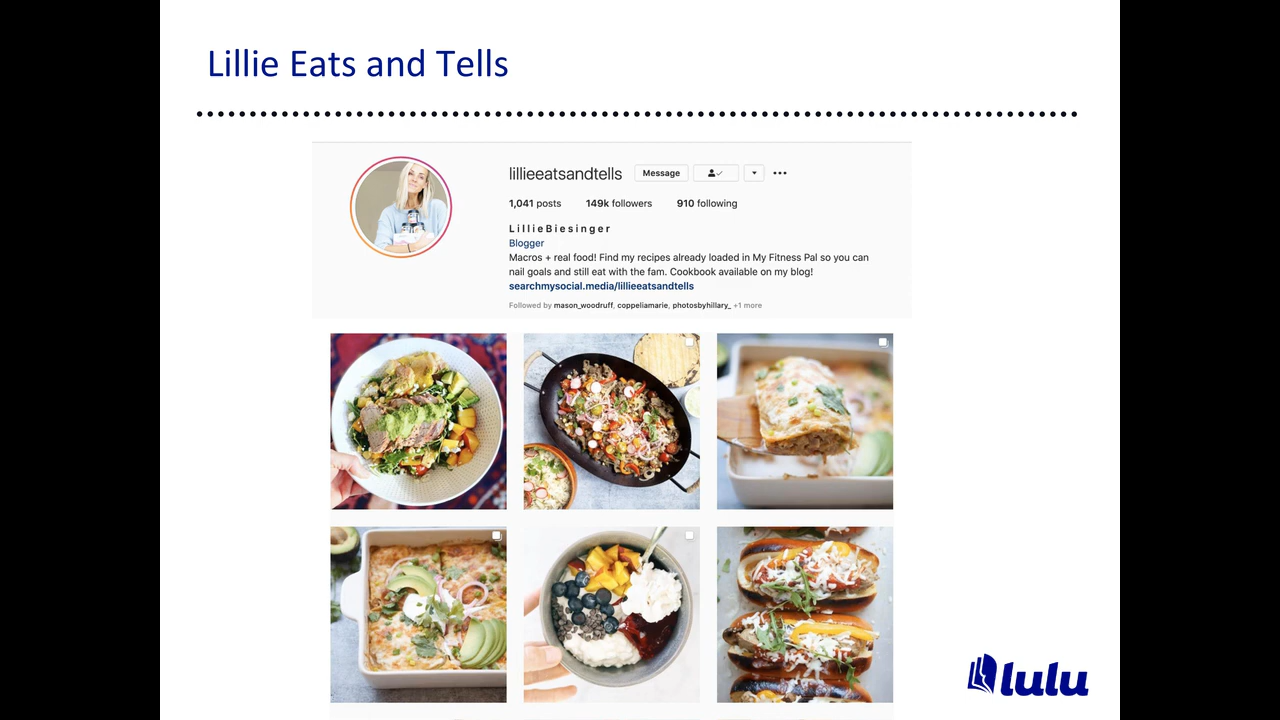 Lillie Eats and Tells
lillieeatsandtells Message
1,041 posts 149k followers 910 following
LillieBiesinger
Blogger
Macros + real food! Find my recipes already loaded in My Fitness Pal so you can
nail goals and still eat with the fam. Cookbook available on my blog!
searchmysocial.media/lillieeatsandtells
Followed by mason_woodruff, coppeliamarie, photosbyhillary_ +1 more
lulu